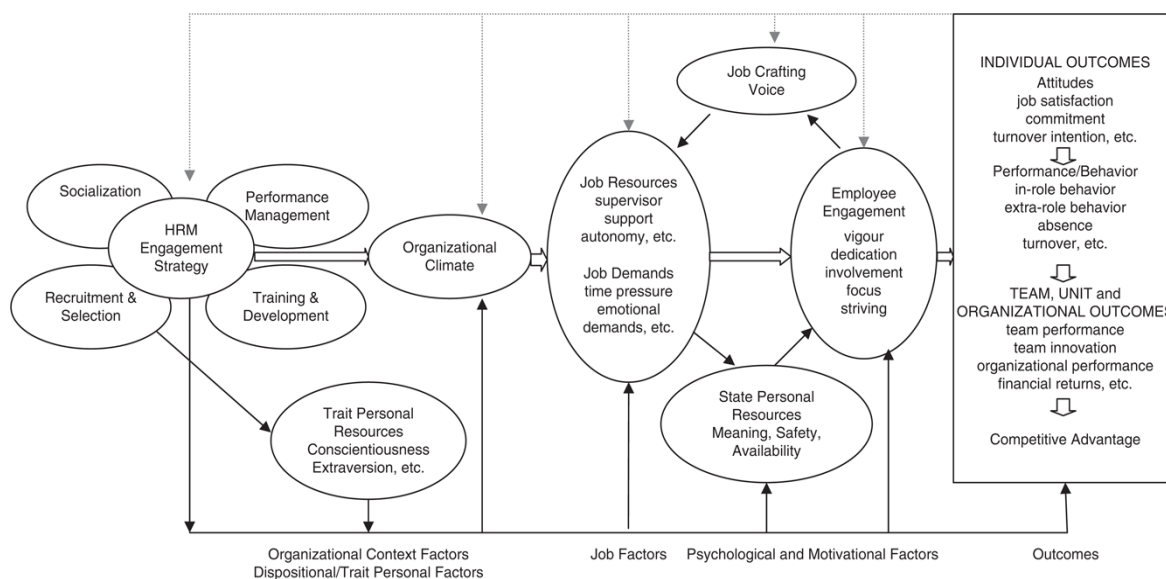 Socialization
Performance
Management
HRM
Engagement
Strategy
Recruitment &
Selection
Training &
Development
Trait Personal
Resources
Conscientiousness
Extraversion, etc.
Organizational
Climate
Job Resources
supervisor
support
autonomy, etc.
Job Demands
time pressure
emotional
demands, etc.
Job Crafting
Voice
State Personal
Resources
Meaning, Safety,
Availability
Employee
Engagement
vigour
dedication
involvement
focus
striving
INDIVIDUAL OUTCOMES
Attitudes
job satisfaction
commitment
turnover intention, etc.
Performance/Behavior
in-role behavior
extra-role behavior
absence
turnover, etc.
TEAM, UNIT and
ORGANIZATIONAL OUTCOMES
team performance
team innovation
organizational performance
financial returns, etc.
Competitive Advantage
Organizational Context Factors
Dispositional/Trait Personal Factors
Job Factors
Psychological and Motivational Factors
Outcomes